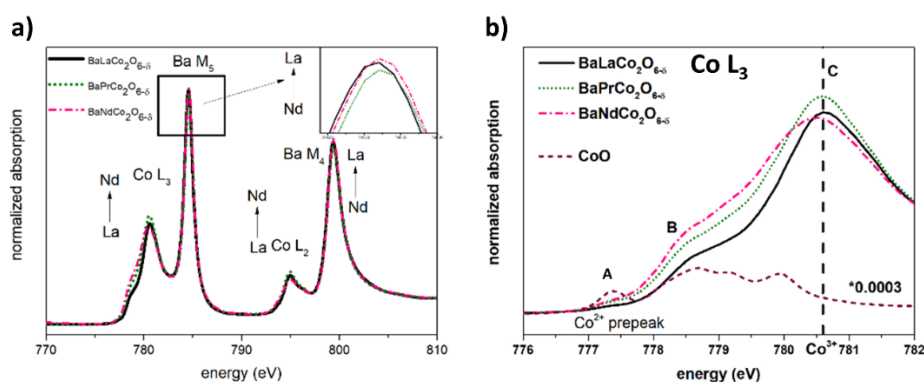 a)
BaLaCo₂O₆₋δ
BaPrCo₂O₆₋δ
BaNdCo₂O₆₋δ
Ba M₅
La
Nd
Nd
Co L₃
La
Nd
La Co L₂
Ba M₄
La
Nd
normalized absorption
770 780 790 800 810
energy (eV)
b)
BaLaCo₂O₆₋δ
BaPrCo₂O₆₋δ
BaNdCo₂O₆₋δ
CoO
Co L₃
C
B
A
*0.0003
Co²⁺ prepeak
Co³⁺
normalized absorption
776 777 778 779 780 781 782
energy (eV)